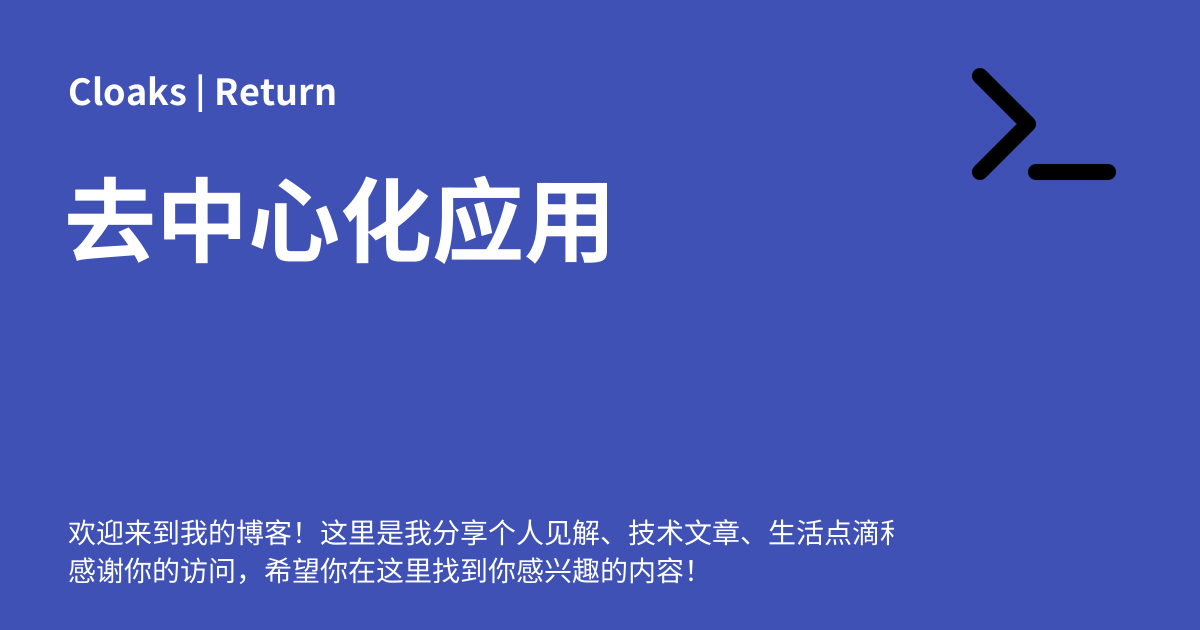 Cloaks | Return
去中心化应用
欢迎来到我的博客！这里是我分享个人见解、技术文章、生活点滴
感谢你的访问，希望你在这里找到你感兴趣的内容！